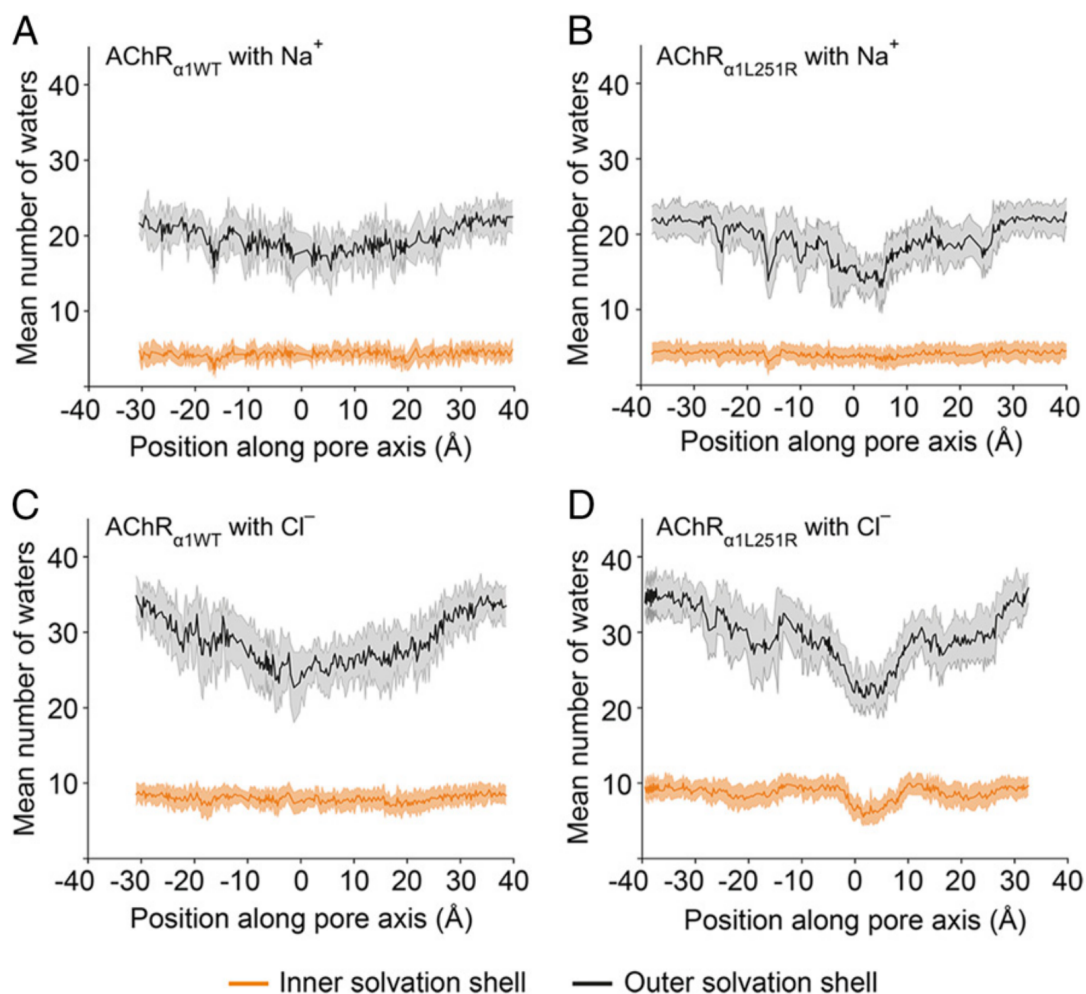 A
AChRα1WT with Na+
Mean number of waters
40
30
20
10
-40 -30 -20 -10 0 10 20 30 40
Position along pore axis (Å)
B
AChRα1L251R with Na+
Mean number of waters
40
30
20
10
-40 -30 -20 -10 0 10 20 30 40
Position along pore axis (Å)
C
AChRα1WT with Cl−
Mean number of waters
40
30
20
10
-40 -30 -20 -10 0 10 20 30 40
Position along pore axis (Å)
D
AChRα1L251R with Cl−
Mean number of waters
40
30
20
10
-40 -30 -20 -10 0 10 20 30 40
Position along pore axis (Å)
Inner solvation shell Outer solvation shell